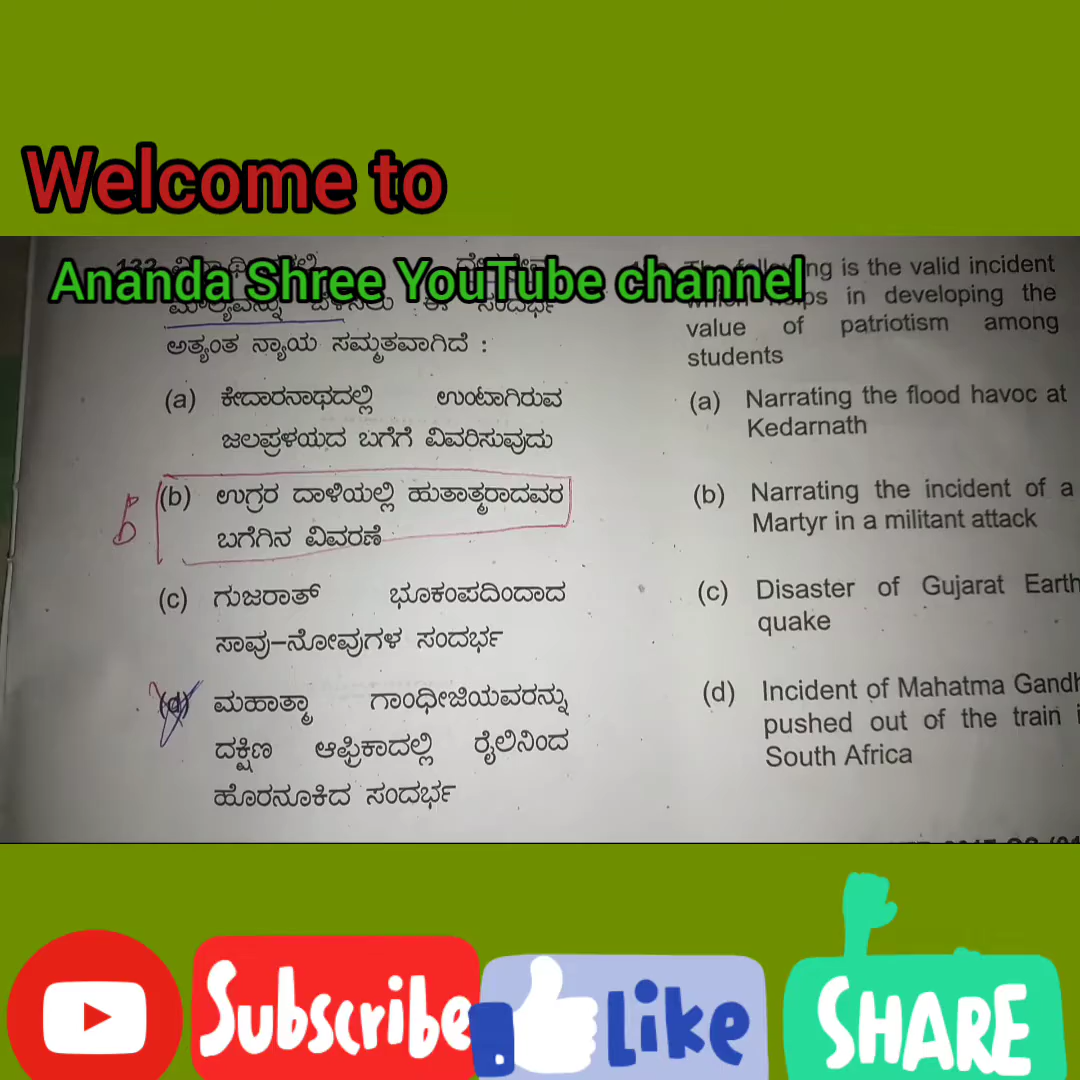 Welcome to
Ananda Shree YouTube channel
ಅತ್ಯಂತ ನ್ಯಾಯ ಸಮ್ಮತವಾಗಿದೆ :
(a) ಕೇದಾರನಾಥದಲ್ಲಿ ಉಂಟಾಗಿರುವ
ಜಲಪ್ರಳಯದ ಬಗೆಗೆ ವಿವರಿಸುವುದು
b (b) ಉಗ್ರರ ದಾಳಿಯಲ್ಲಿ ಹುತಾತ್ಮರಾದವರ
ಬಗೆಗಿನ ವಿವರಣೆ
(c) ಗುಜರಾತ್ ಭೂಕಂಪದಿಂದಾದ
ಸಾವು-ನೋವುಗಳ ಸಂದರ್ಭ
(d) ಮಹಾತ್ಮಾ ಗಾಂಧೀಜಿಯವರನ್ನು
ದಕ್ಷಿಣ ಆಫ್ರಿಕಾದಲ್ಲಿ ರೈಲಿನಿಂದ
ಹೊರನೂಕಿದ ಸಂದರ್ಭ
is the valid incident
in developing the
value of patriotism among
students
(a) Narrating the flood havoc at
Kedarnath
(b) Narrating the incident of a
Martyr in a militant attack
(c) Disaster of Gujarat Earth
quake
(d) Incident of Mahatma Gandh
pushed out of the train i
South Africa
Subscribe
Like
SHARE